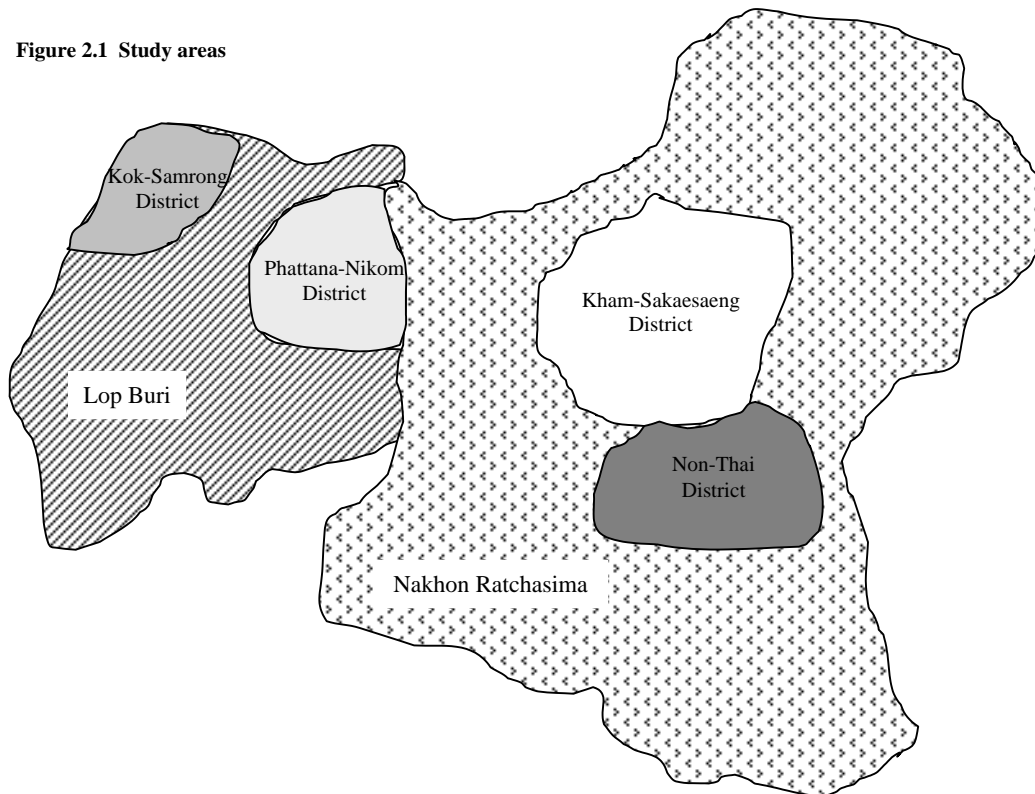 Figure 2.1 Study areas
Kok-Samrong
District
Phattana-Nikom
District
Kham-Sakaesaeng
District
Lop Buri
Non-Thai
District
Nakhon Ratchasima